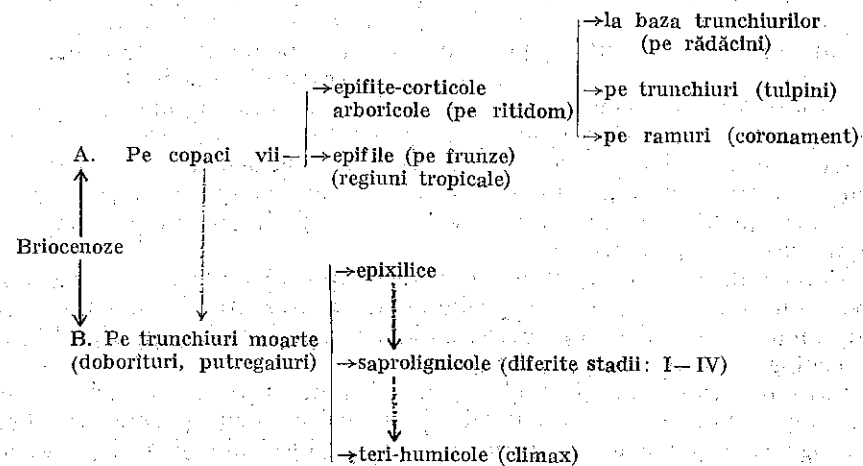 →la baza trunchiurilor
(pe rădăcini)
→epifite-corticole
arboricole (pe ritidom)
→pe trunchiuri (tulpini)
→pe ramuri (coronament)
A. Pe copaci vii
→epifile (pe frunze)
(regiuni tropicale)
Briocenoze
→epixilice
B. Pe trunchiuri moarte
(doborituri, putregaiuri)
→saprolignicole (diferite stadii: I—IV)
→teri-humicole (climax)